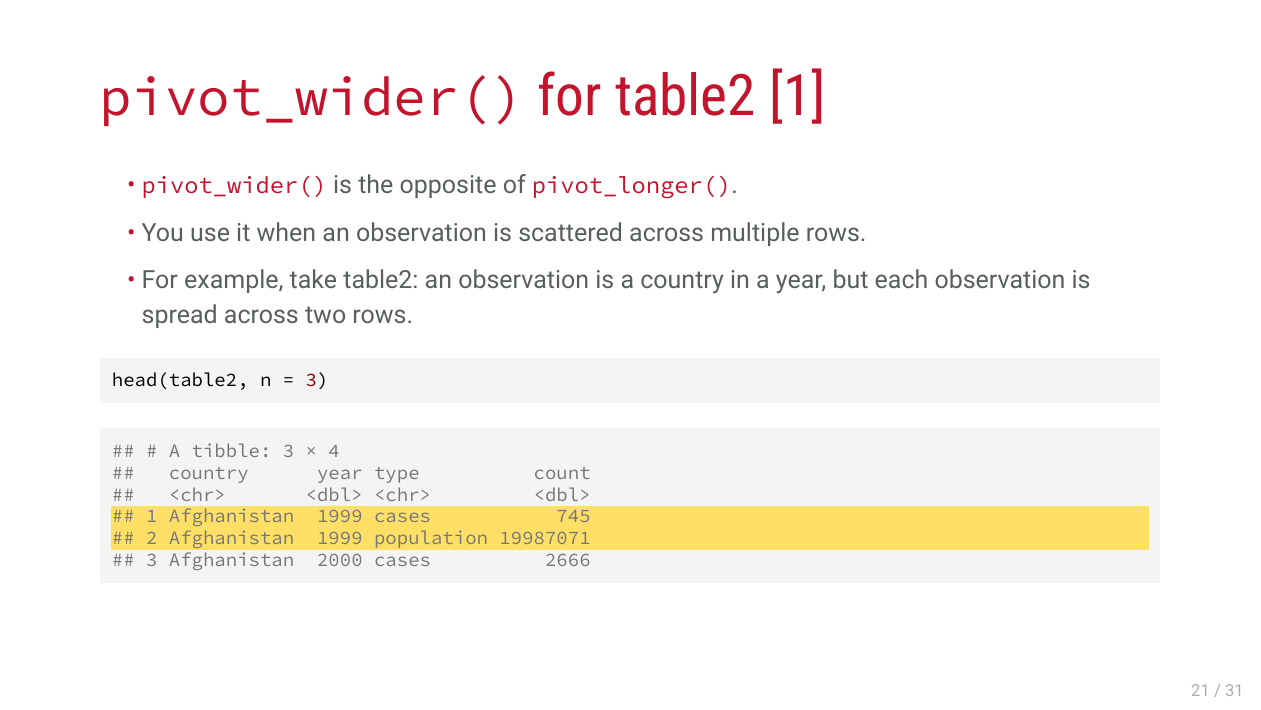 pivot_wider() for table2 [1]
• pivot_wider() is the opposite of pivot_longer().
• You use it when an observation is scattered across multiple rows.
• For example, take table2: an observation is a country in a year, but each observation is
spread across two rows.
head(table2, n = 3)
## # A tibble: 3 × 4
##   country      year type          count
##   <chr>       <dbl> <chr>         <dbl>
## 1 Afghanistan  1999 cases           745
## 2 Afghanistan  1999 population 19987071
## 3 Afghanistan  2000 cases          2666
21 / 31